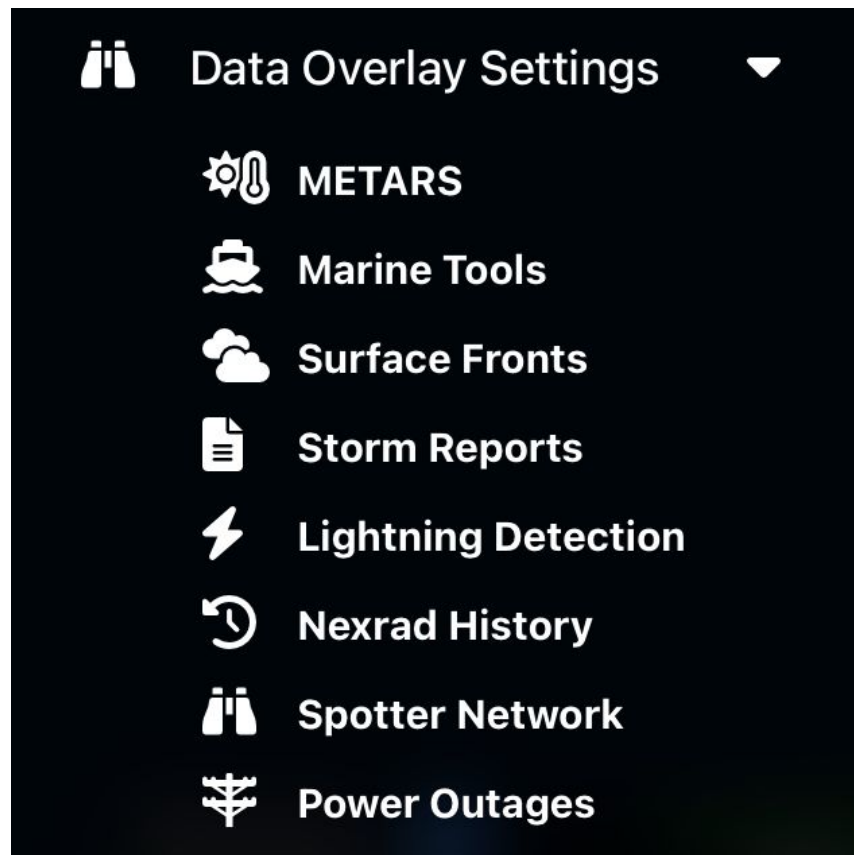 Data Overlay Settings
METARS
Marine Tools
Surface Fronts
Storm Reports
Lightning Detection
Nexrad History
Spotter Network
Power Outages